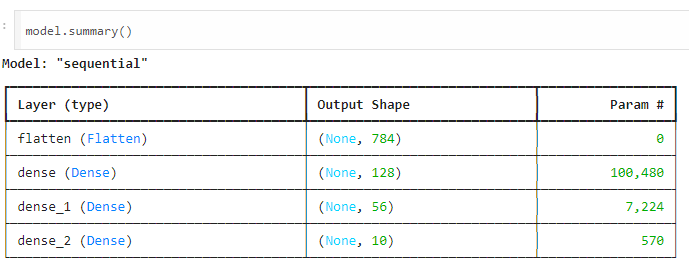 :
model.summary()
Model: "sequential"
Layer (type) Output Shape Param #
flatten (Flatten) (None, 784) 0
dense (Dense) (None, 128) 100,480
dense_1 (Dense) (None, 56) 7,224
dense_2 (Dense) (None, 10) 570